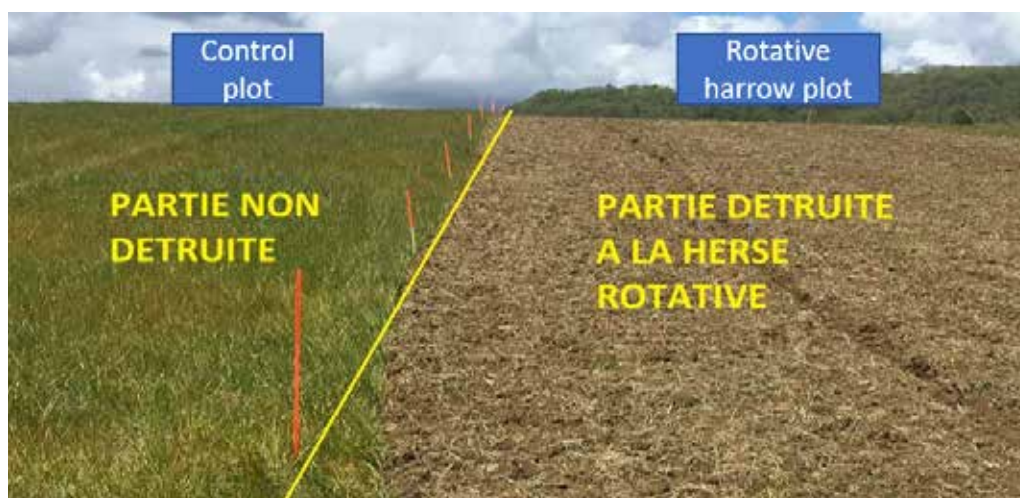 Control
plot
Rotative
harrow plot
PARTIE NON
DETRUITE
PARTIE DETRUITE
A LA HERSE
ROTATIVE